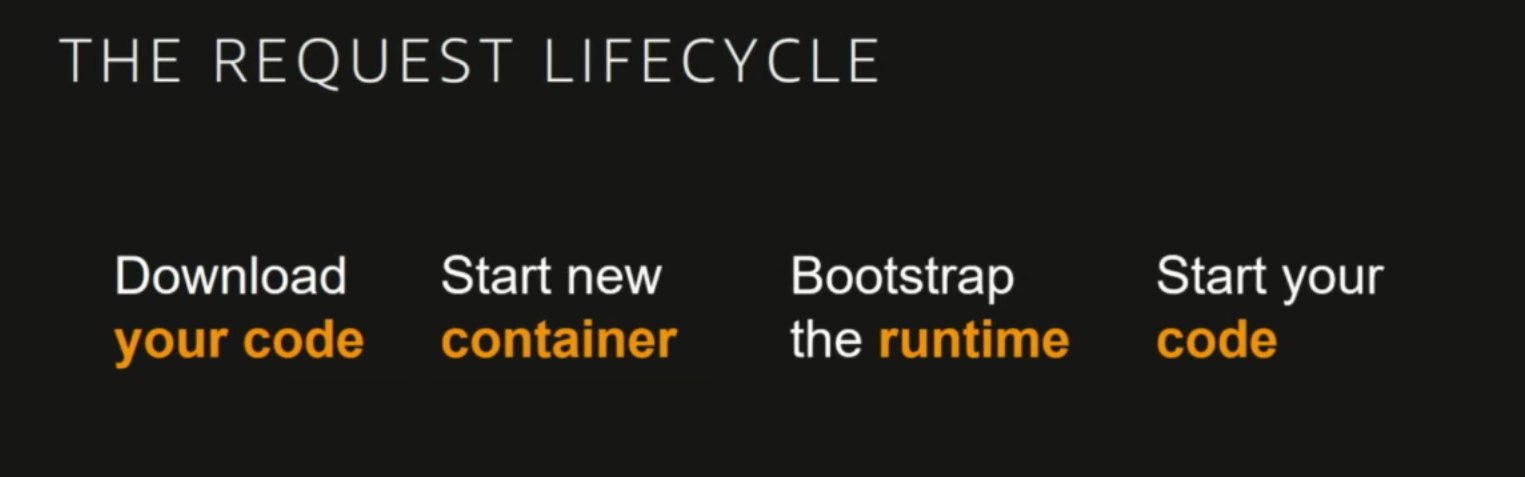 THE REQUEST LIFECYCLE
Download
your code
Start new
container
Bootstrap
the runtime
Start your
code